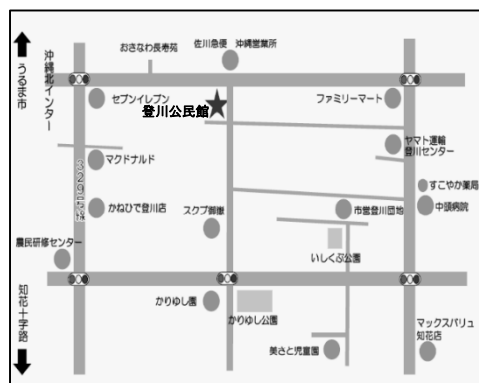 うるま市
沖縄北インター
おきなわ長寿苑
佐川急便 沖縄営業所
セブンイレブン
登川公民館
ファミリーマート
マクドナルド
329号線
ヤマト運輸
登川センター
すこやか薬局
かねひで登川店
スクブ御嶽
市営登川団地
中頭病院
農民研修センター
いしくぶ公園
かりゆし園
かりゆし公園
美さと児童園
マックスバリュ
知花店
知花十字路